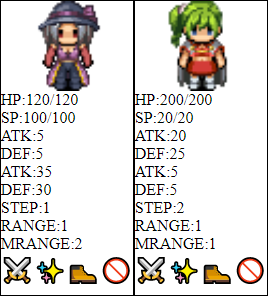 HP:120/120
SP:100/100
ATK:5
DEF:5
ATK:35
DEF:30
STEP:1
RANGE:1
MRANGE:2
HP:200/200
SP:20/20
ATK:20
DEF:25
ATK:5
DEF:5
STEP:2
RANGE:1
MRANGE:1